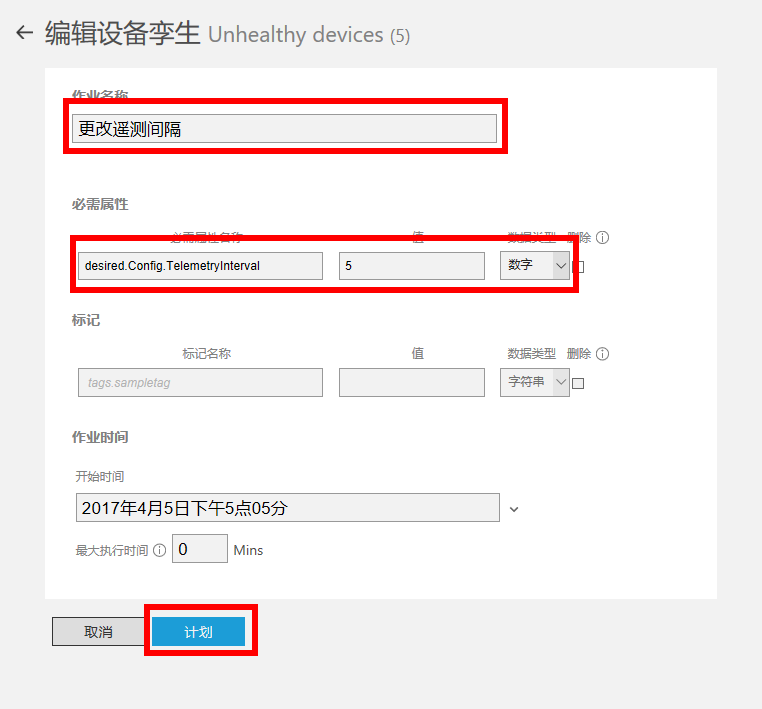 编辑设备孪生 Unhealthy devices (5)
作业名称
更改遥测间隔
必需属性
必需属性名称 值 数据类型 删除
desired.Config.TelemetryInterval 5 数字
标记
标记名称 值 数据类型 删除
tags.sampletag 字符串
作业时间
开始时间
2017年4月5日下午5点05分
最大执行时间 0 Mins
取消 计划